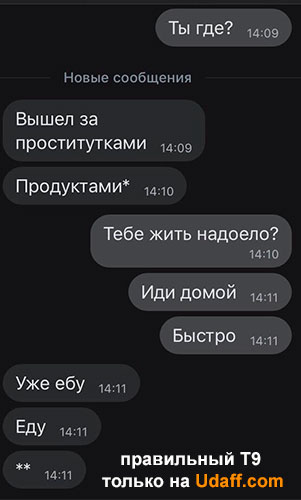 Ты где? 14:09
Новые сообщения
Вышел за
проститутками 14:09
Продуктами* 14:10
Тебе жить надоело?
14:10
Иди домой 14:11
Быстро 14:11
Уже ебу 14:11
Еду 14:11
** 14:11
правильный Т9
только на Udaff.com